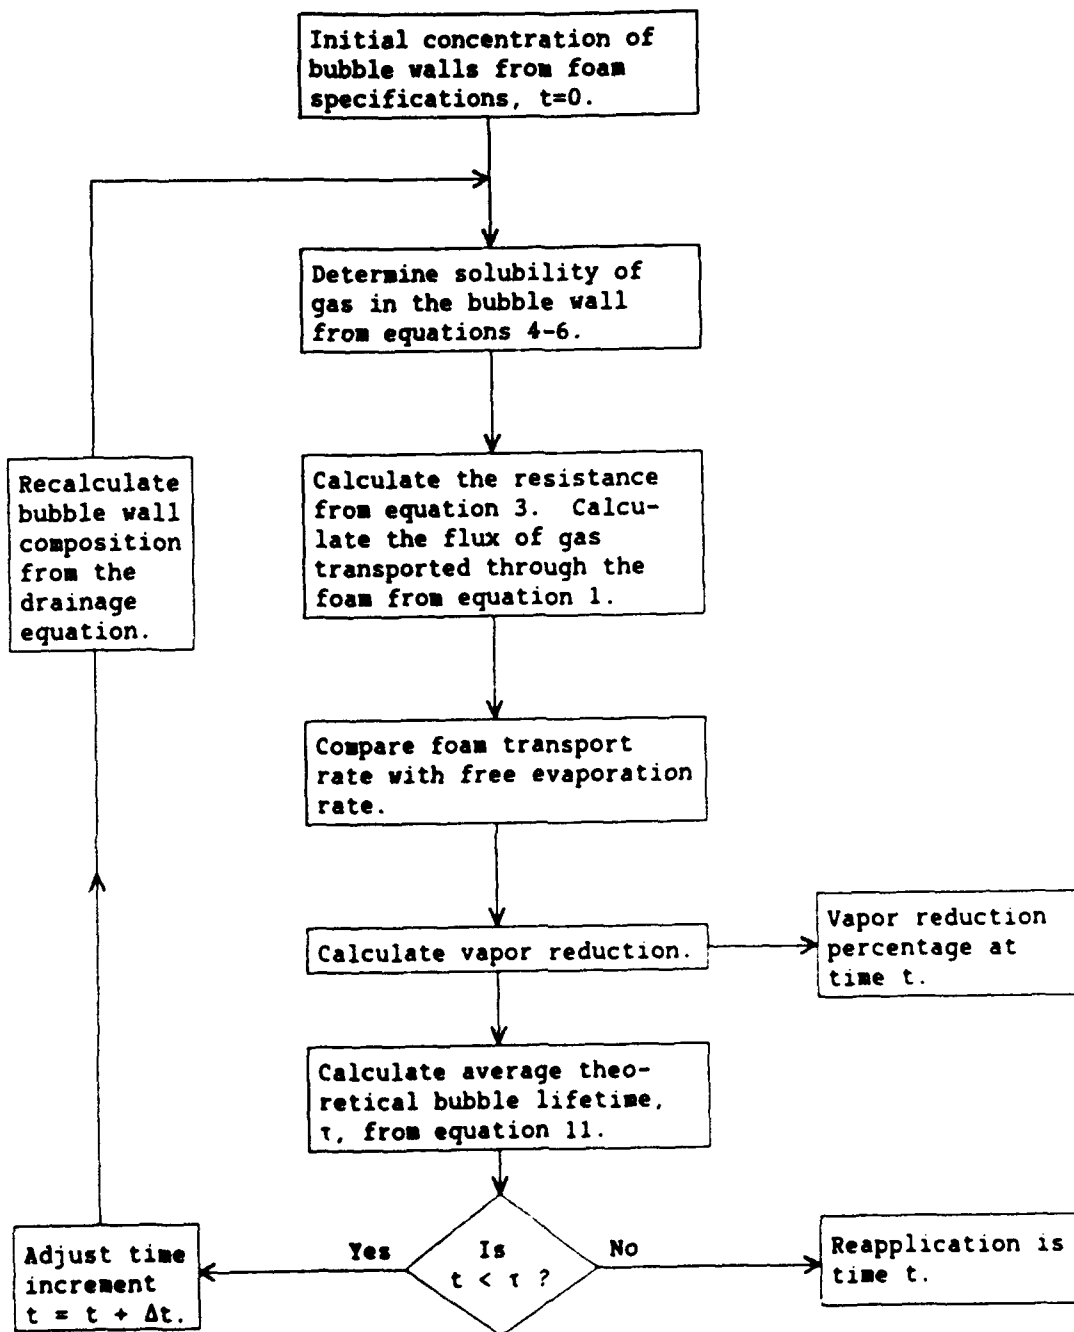 Initial concentration of
bubble walls from foam
specifications, t=0.
Determine solubility of
gas in the bubble wall
from equations 4-6.
Recalculate
bubble wall
composition
from the
drainage
equation.
Calculate the resistance
from equation 3. Calcu-
late the flux of gas
transported through the
foam from equation 1.
Compare foam transport
rate with free evaporation
rate.
Calculate vapor reduction.
Vapor reduction
percentage at
time t.
Calculate average theo-
retical bubble lifetime,
τ, from equation 11.
Adjust time
increment
t = t + Δt.
Yes
Is
t < τ ?
No
Reapplication is
time t.